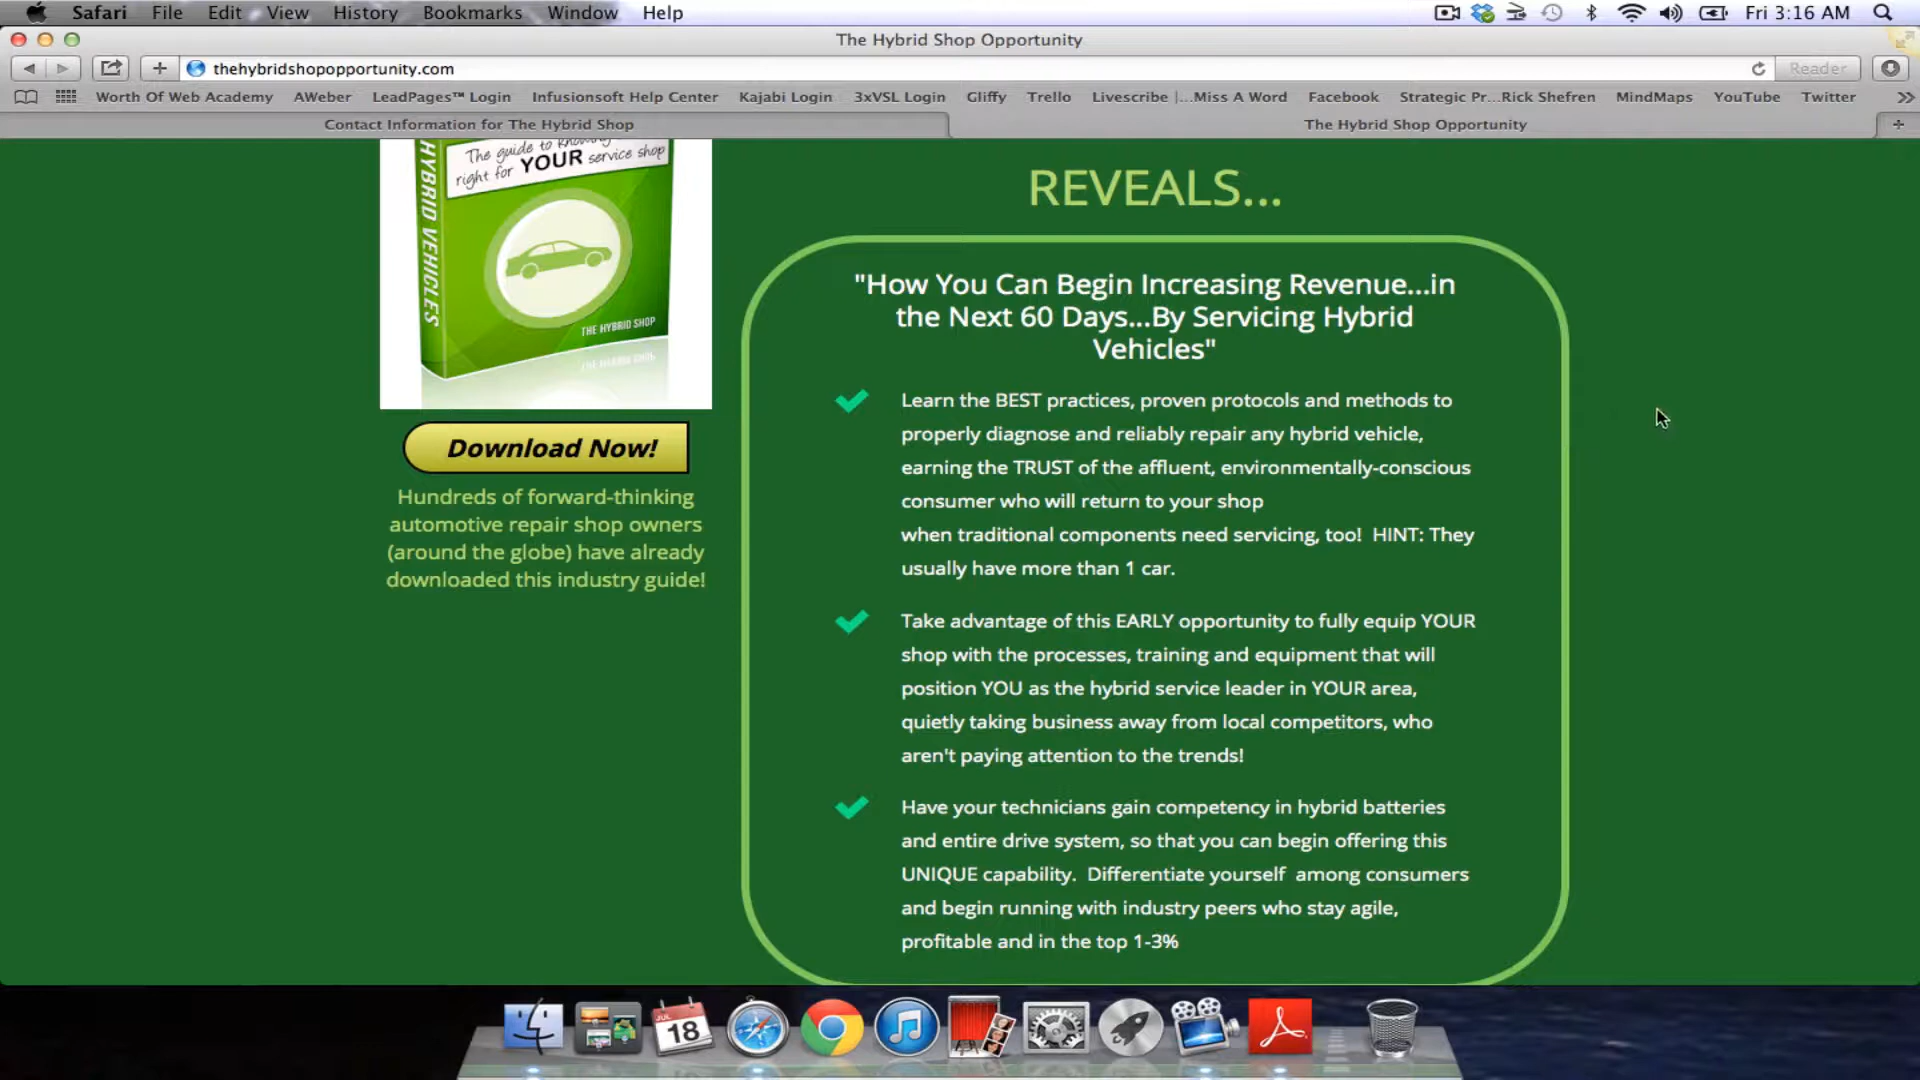 Safari File Edit View History Bookmarks Window Help Fri 3:16 AM
The Hybrid Shop Opportunity
thehybridshopopportunity.com Reader
Worth Of Web Academy AWeber LeadPages™ Login Infusionsoft Help Center Kajabi Login 3xVSL Login Gliffy Trello Livescribe |...Miss A Word Facebook Strategic Pr...Rick Shefren MindMaps YouTube Twitter
Contact Information for The Hybrid Shop The Hybrid Shop Opportunity
The guide to
right for YOUR service shop
HYBRID VEHICLES
THE HYBRID SHOP
Download Now!
Hundreds of forward-thinking
automotive repair shop owners
(around the globe) have already
downloaded this industry guide!
REVEALS...
"How You Can Begin Increasing Revenue...in
the Next 60 Days...By Servicing Hybrid
Vehicles"
Learn the BEST practices, proven protocols and methods to
properly diagnose and reliably repair any hybrid vehicle,
earning the TRUST of the affluent, environmentally-conscious
consumer who will return to your shop
when traditional components need servicing, too! HINT: They
usually have more than 1 car.
Take advantage of this EARLY opportunity to fully equip YOUR
shop with the processes, training and equipment that will
position YOU as the hybrid service leader in YOUR area,
quietly taking business away from local competitors, who
aren't paying attention to the trends!
Have your technicians gain competency in hybrid batteries
and entire drive system, so that you can begin offering this
UNIQUE capability. Differentiate yourself among consumers
and begin running with industry peers who stay agile,
profitable and in the top 1-3%
JUL
18